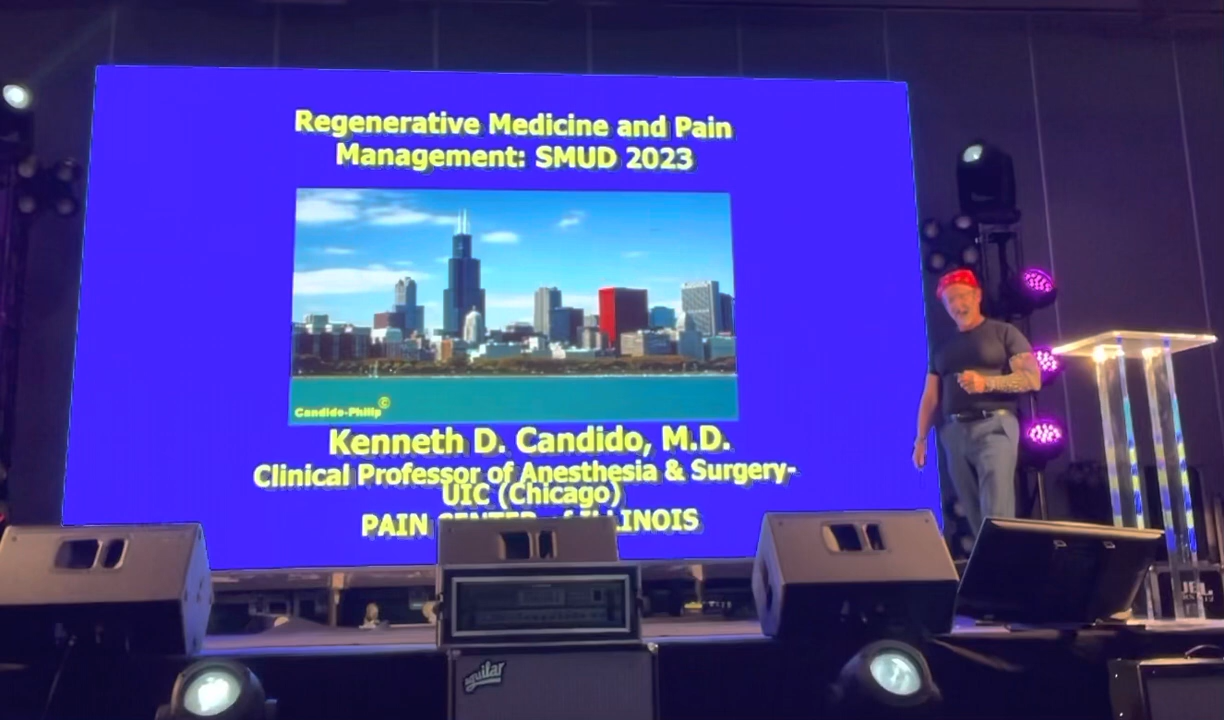 Regenerative Medicine and Pain
Management: SMUD 2023
Candido-Philip©
Kenneth D. Candido, M.D.
Clinical Professor of Anesthesia & Surgery-
UIC (Chicago)
PAIN ILLINOIS
aguilar